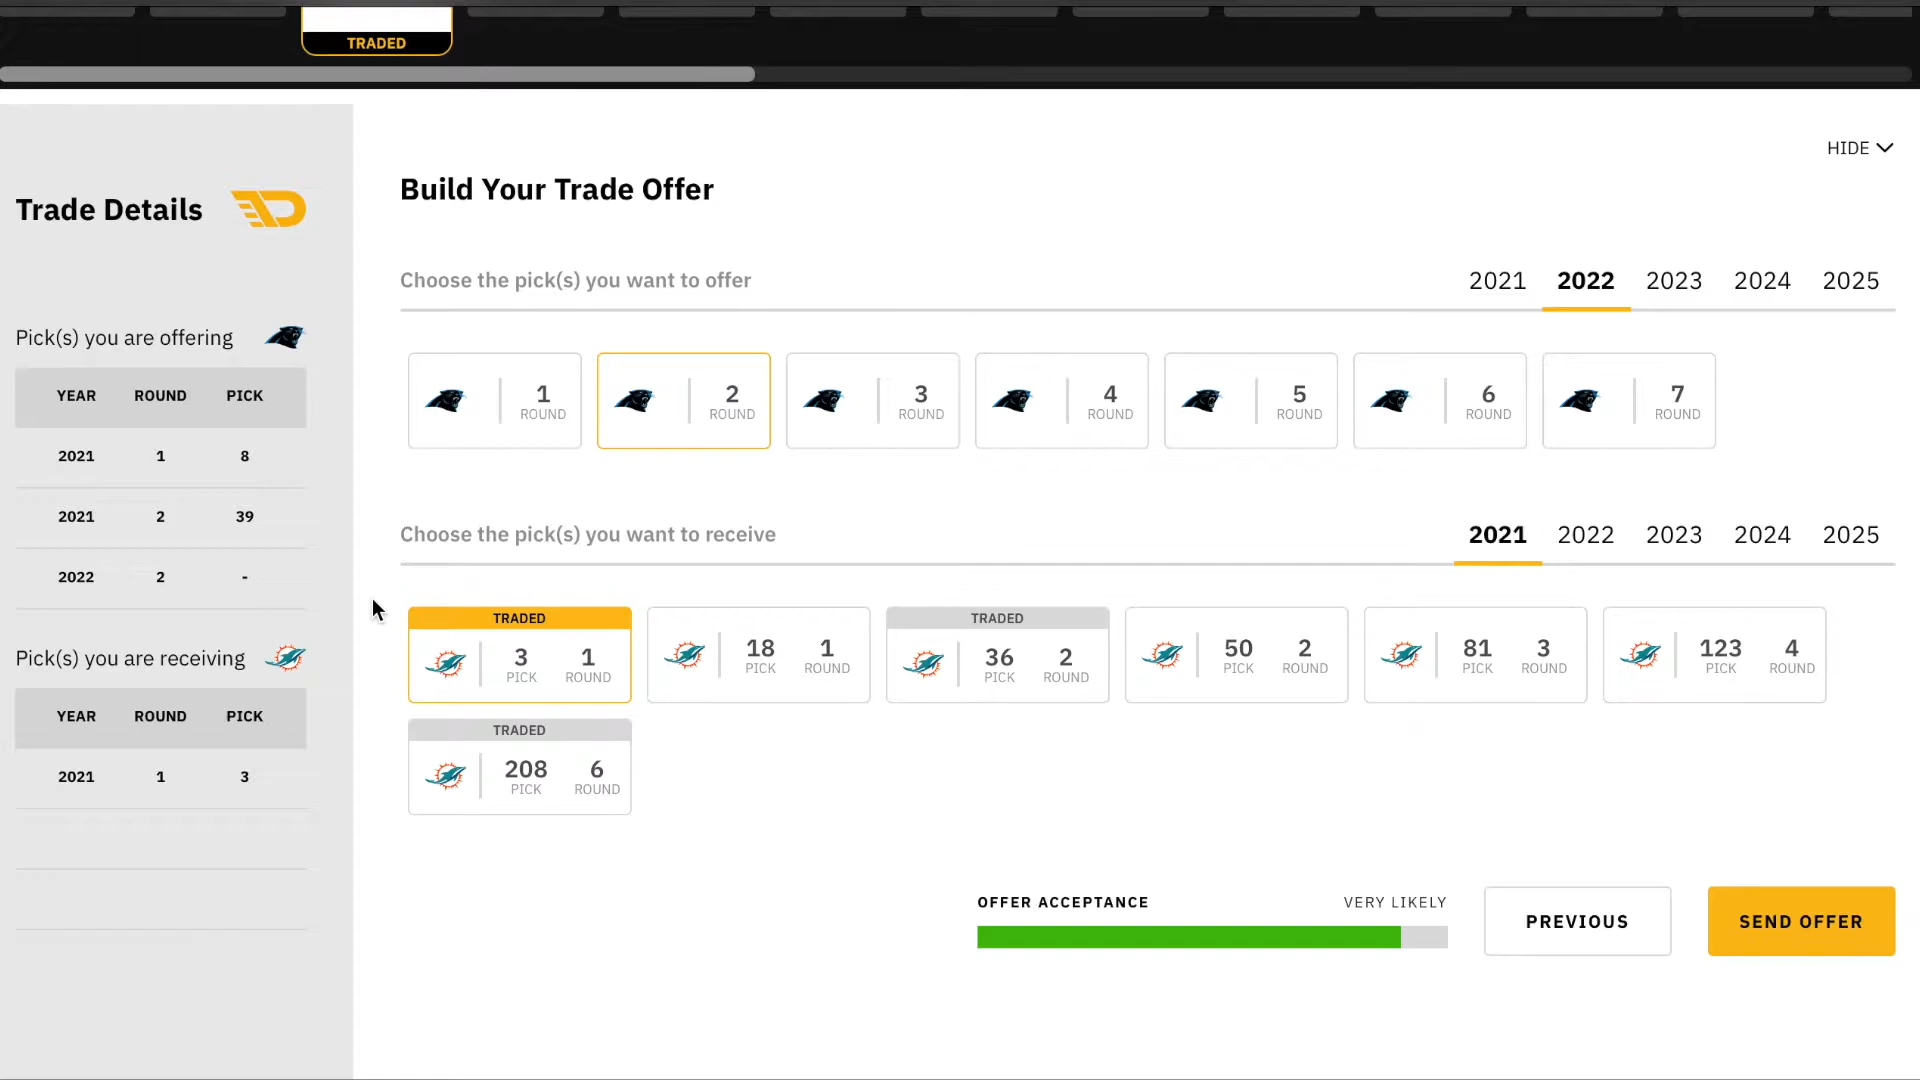 TRADED
HIDE
Build Your Trade Offer
Trade Details
Choose the pick(s) you want to offer
2021 2022 2023 2024 2025
Pick(s) you are offering
YEAR ROUND PICK
2021 1 8
2021 2 39
2022 2 -
1 ROUND
2 ROUND
3 ROUND
4 ROUND
5 ROUND
6 ROUND
7 ROUND
Choose the pick(s) you want to receive
2021 2022 2023 2024 2025
Pick(s) you are receiving
YEAR ROUND PICK
2021 1 3
TRADED
3 PICK 1 ROUND
18 PICK 1 ROUND
TRADED
36 PICK 2 ROUND
50 PICK 2 ROUND
81 PICK 3 ROUND
123 PICK 4 ROUND
TRADED
208 PICK 6 ROUND
OFFER ACCEPTANCE VERY LIKELY
PREVIOUS
SEND OFFER